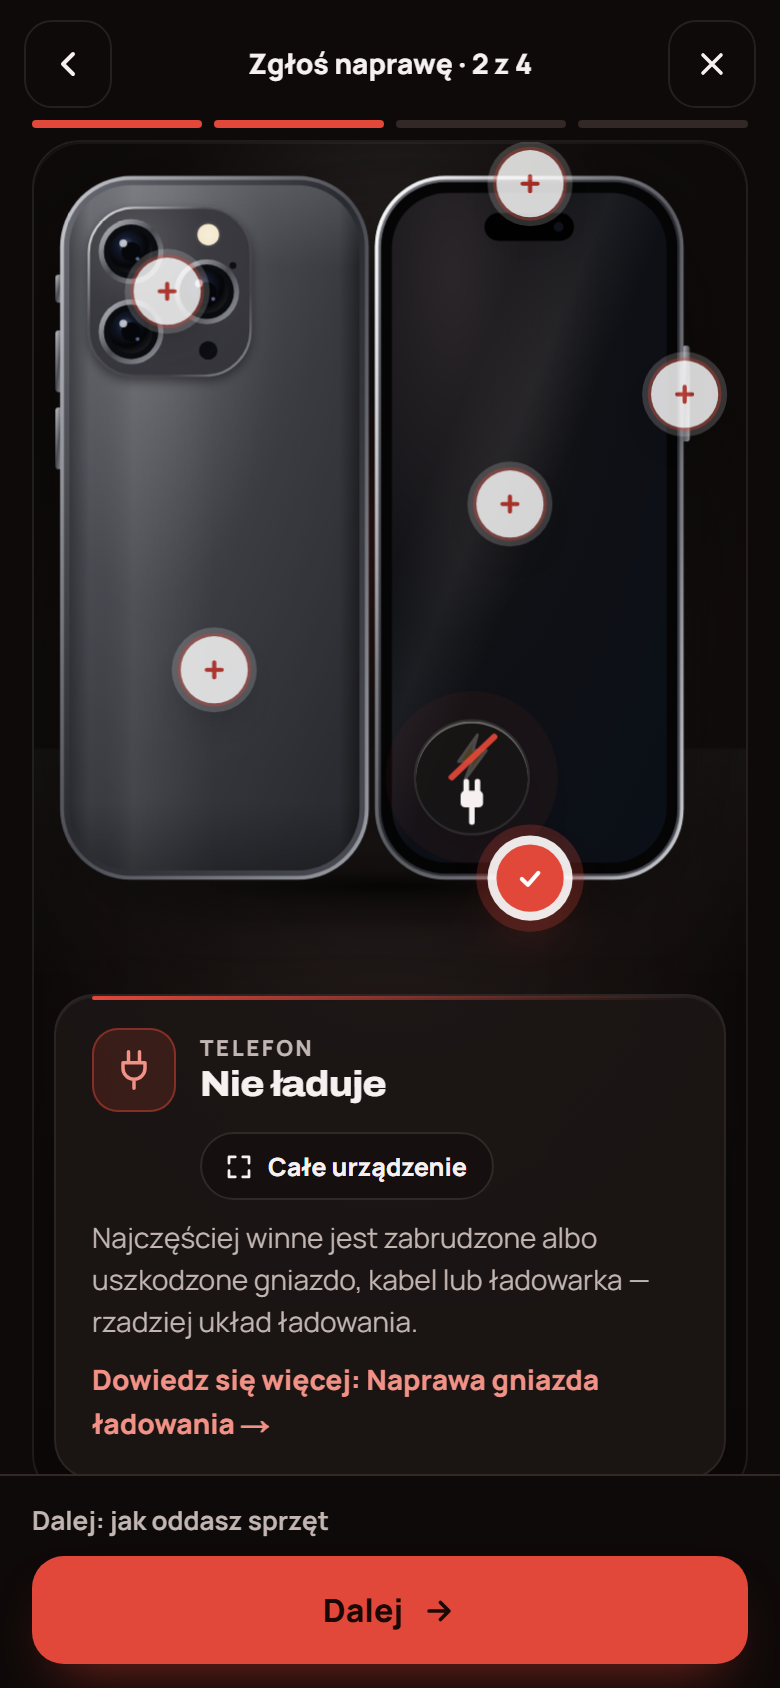 Zgłoś naprawę · 2 z 4
TELEFON
Nie ładuje
Całe urządzenie
Najczęściej winne jest zabrudzone albo
uszkodzone gniazdo, kabel lub ładowarka —
rzadziej układ ładowania.
Dowiedz się więcej: Naprawa gniazda
ładowania →
Dalej: jak oddasz sprzęt
Dalej →